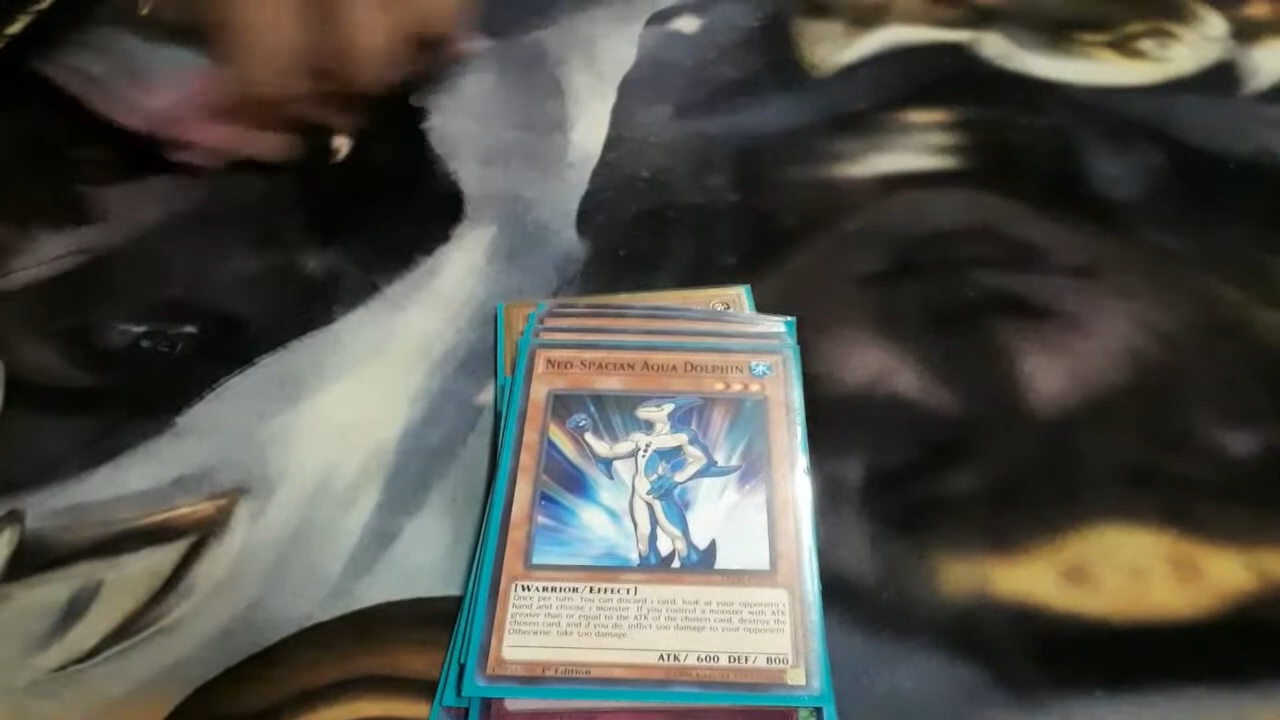 NEO-SPACIAN AQUA DOLPHIN
[WARRIOR/EFFECT]
Once per turn: You can discard 1 card; look at your opponent's
hand and choose 1 monster. If you control a monster with ATK
greater than or equal to the ATK of the chosen card, destroy the
chosen card, and if you do, inflict 500 damage to your opponent.
Otherwise, take 500 damage.
ATK/ 600 DEF/ 800
1st Edition